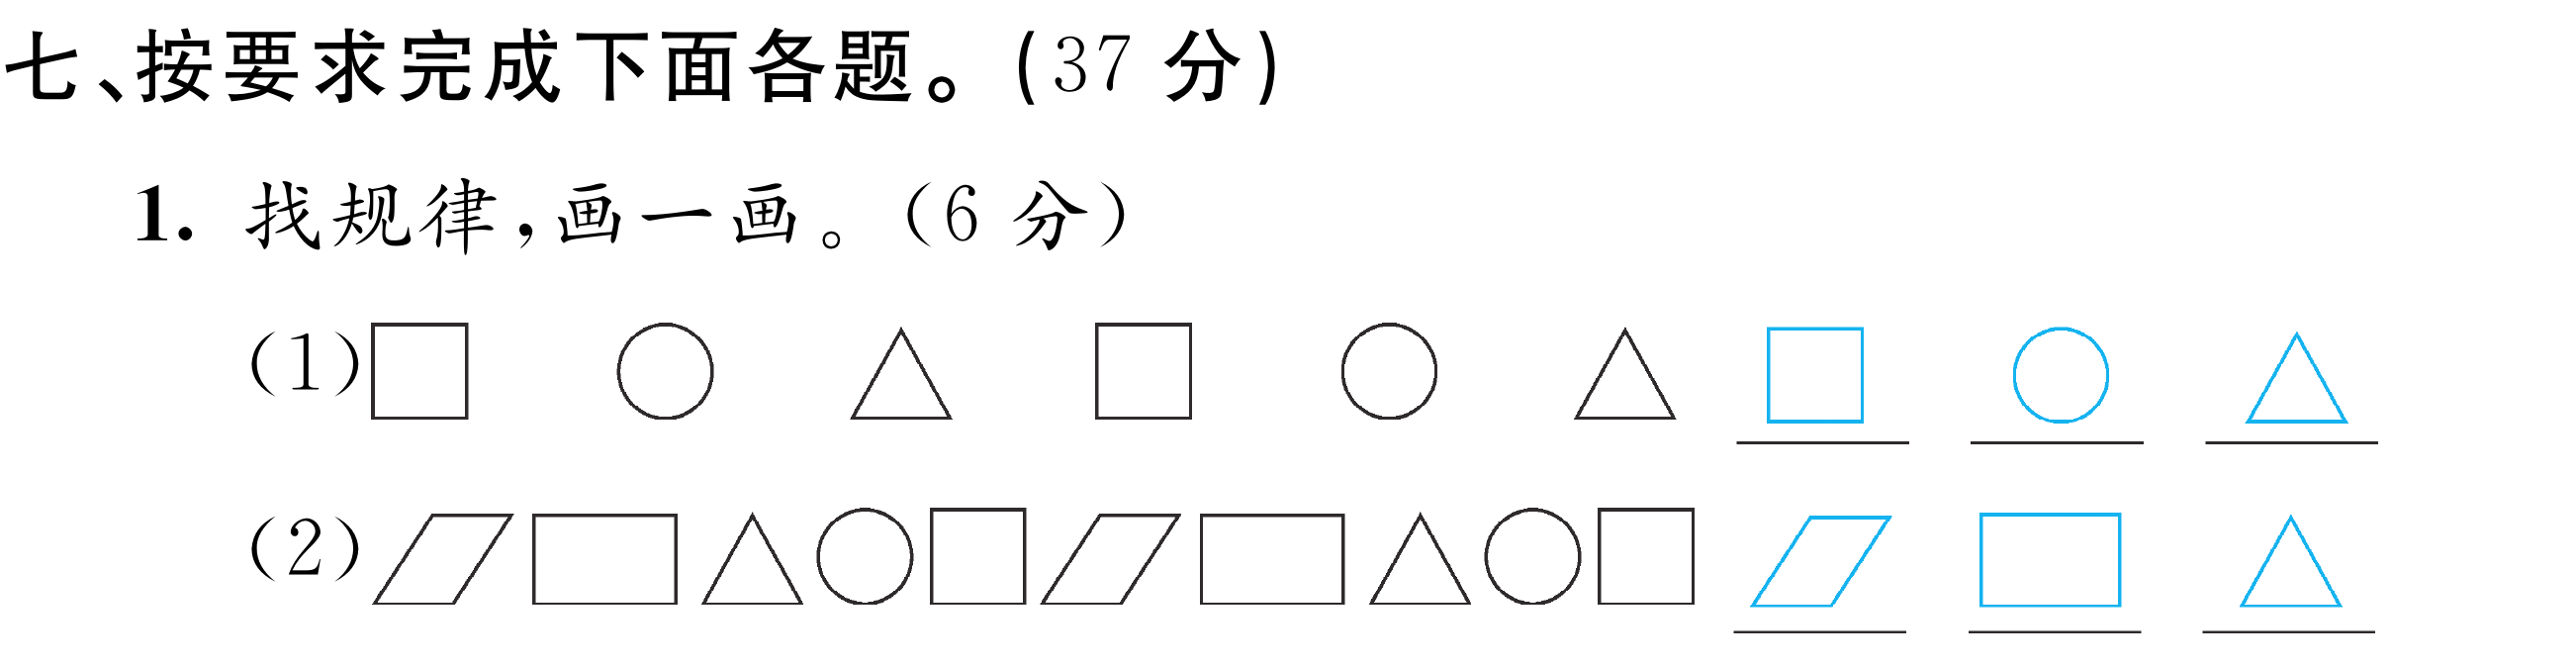 七、按要求完成下面各题。(37 分)
1. 找规律,画一画。(6 分)
(1)
(2)